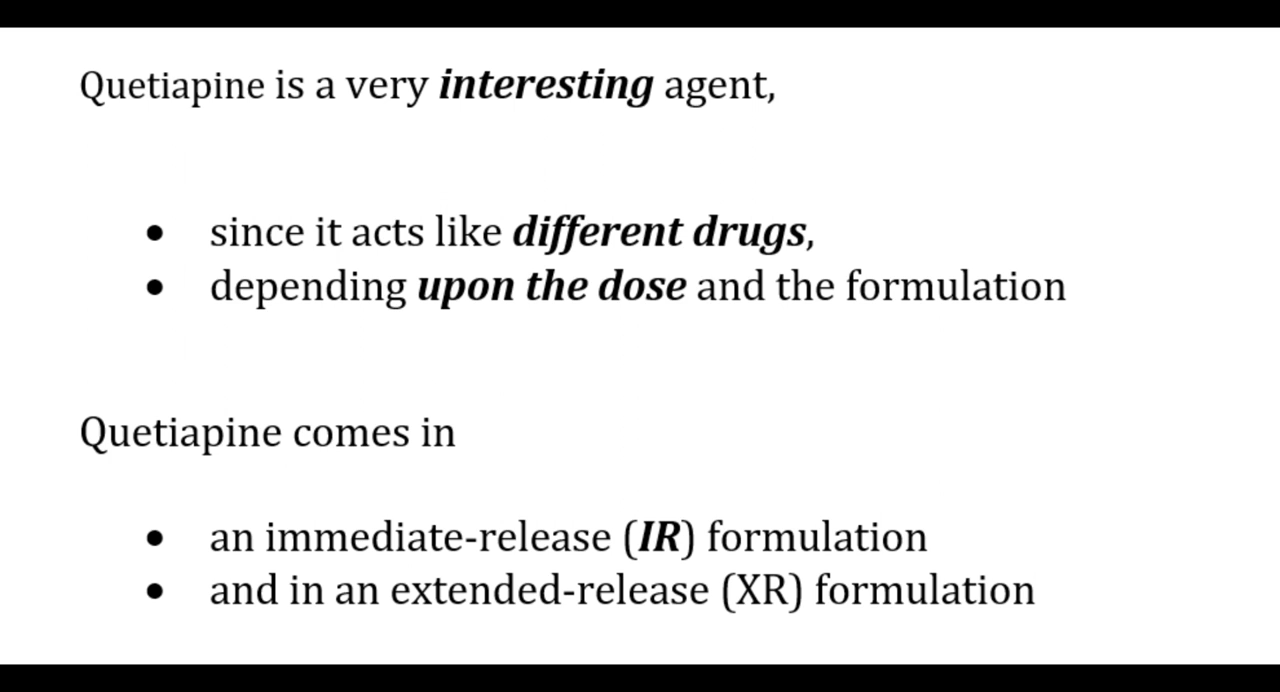 Quetiapine is a very interesting agent,
• since it acts like different drugs,
• depending upon the dose and the formulation
Quetiapine comes in
• an immediate-release (IR) formulation
• and in an extended-release (XR) formulation